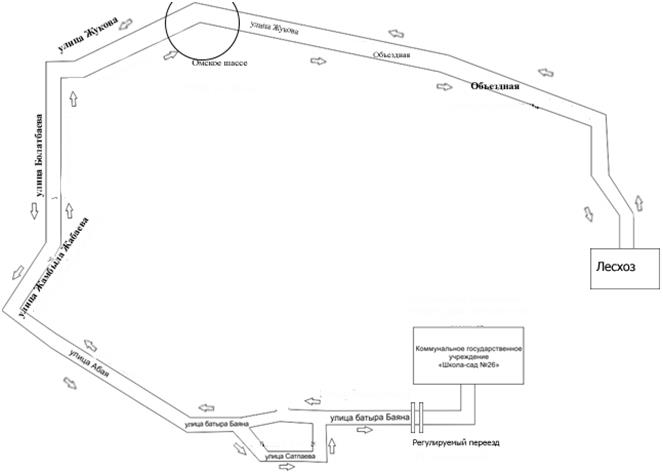 улица Жукова
улица Жукова
Омское шассе
Объездная
Объездная
улица Болатбаева
улица Жамбыла Жабаева
Лесхоз
Коммунальное государственное
учреждение
«Школа-сад №26»
улица Абая
улица батыра Баяна
улица батыра Баяна
Регулируемый переезд
улица Сатпаева